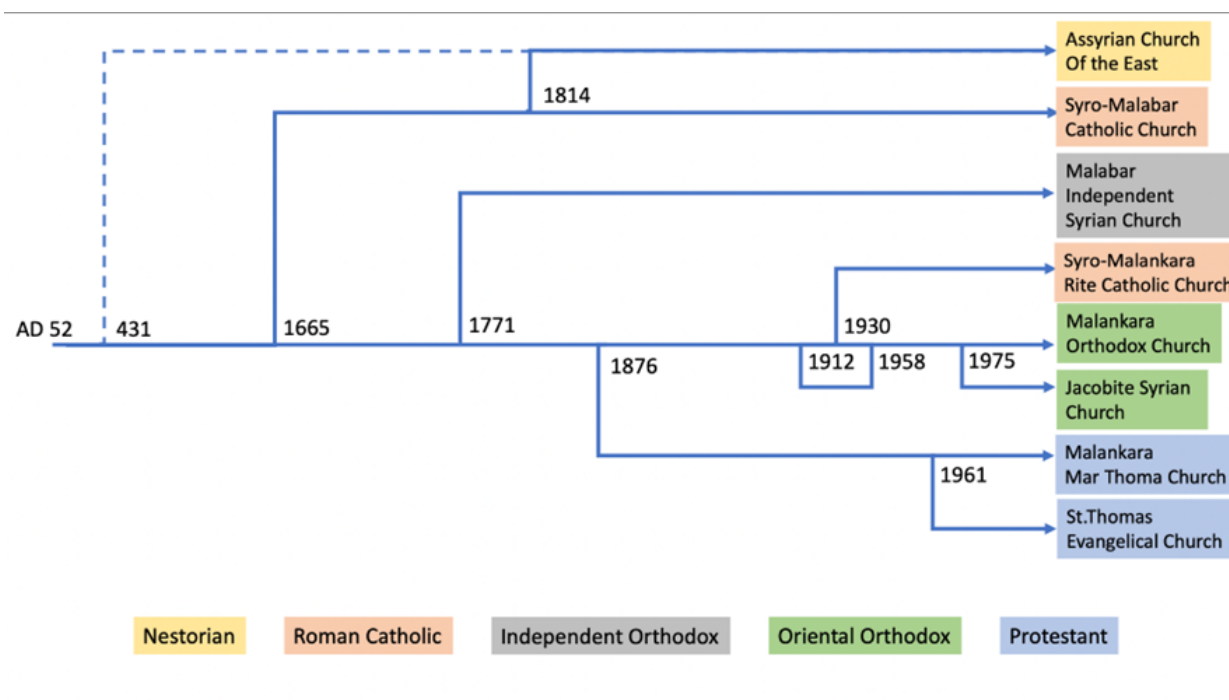 Assyrian Church
Of the East
1814
Syro-Malabar
Catholic Church
Malabar
Independent
Syrian Church
Syro-Malankara
Rite Catholic Church
AD 52
431
1665
1771
1930
Malankara
Orthodox Church
1876
1912
1958
1975
Jacobite Syrian
Church
Malankara
Mar Thoma Church
1961
St.Thomas
Evangelical Church
Nestorian
Roman Catholic
Independent Orthodox
Oriental Orthodox
Protestant